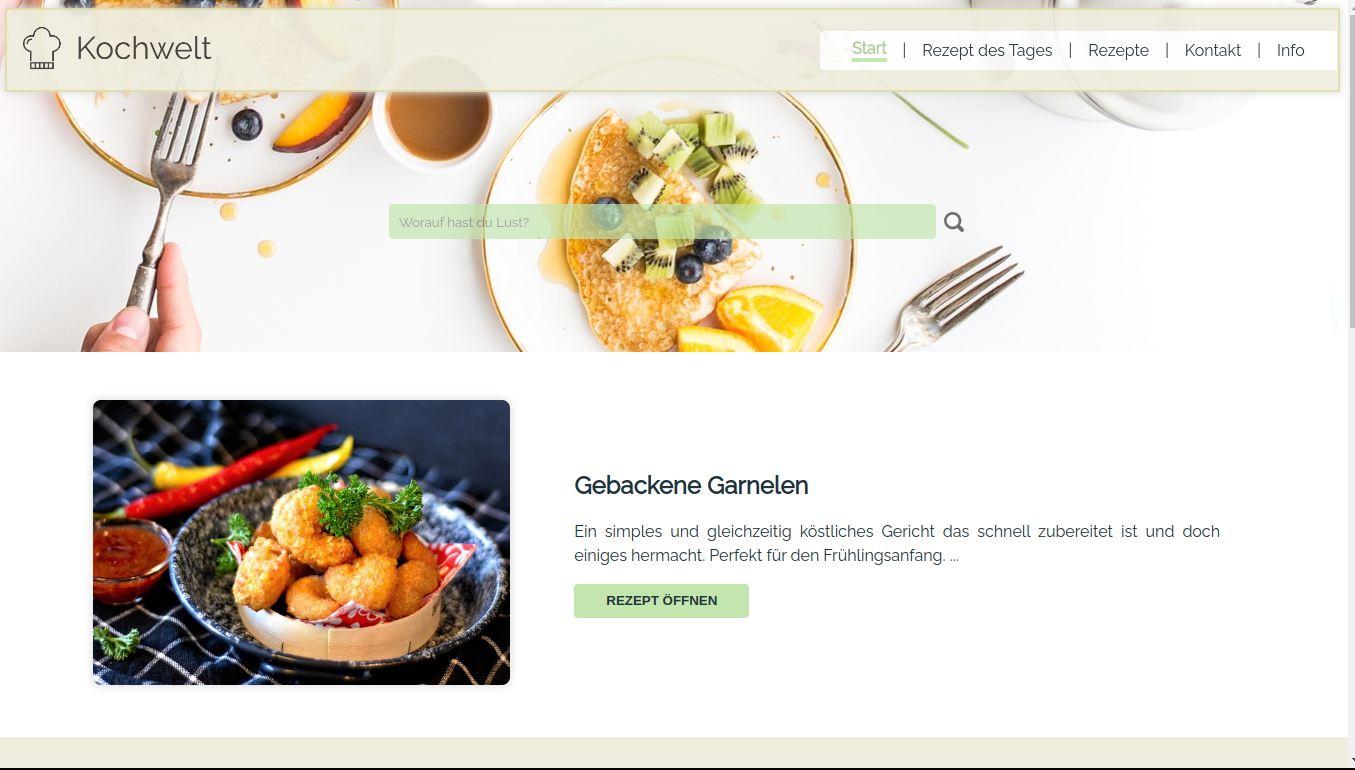 Kochwelt
Start | Rezept des Tages | Rezepte | Kontakt | Info
Worauf hast du Lust?
Gebackene Garnelen
Ein simples und gleichzeitig köstliches Gericht das schnell zubereitet ist und doch
einiges hermacht. Perfekt für den Frühlingsanfang. ...
REZEPT ÖFFNEN